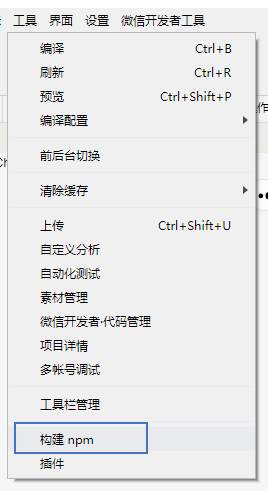 工具 界面 设置 微信开发者工具
编译 Ctrl+B
刷新 Ctrl+R
预览 Ctrl+Shift+P
编译配置
作
前后台切换
Ch
清除缓存
上传 Ctrl+Shift+U
自定义分析
自动化测试
素材管理
微信开发者·代码管理
项目详情
多帐号调试
工具栏管理
构建 npm
插件